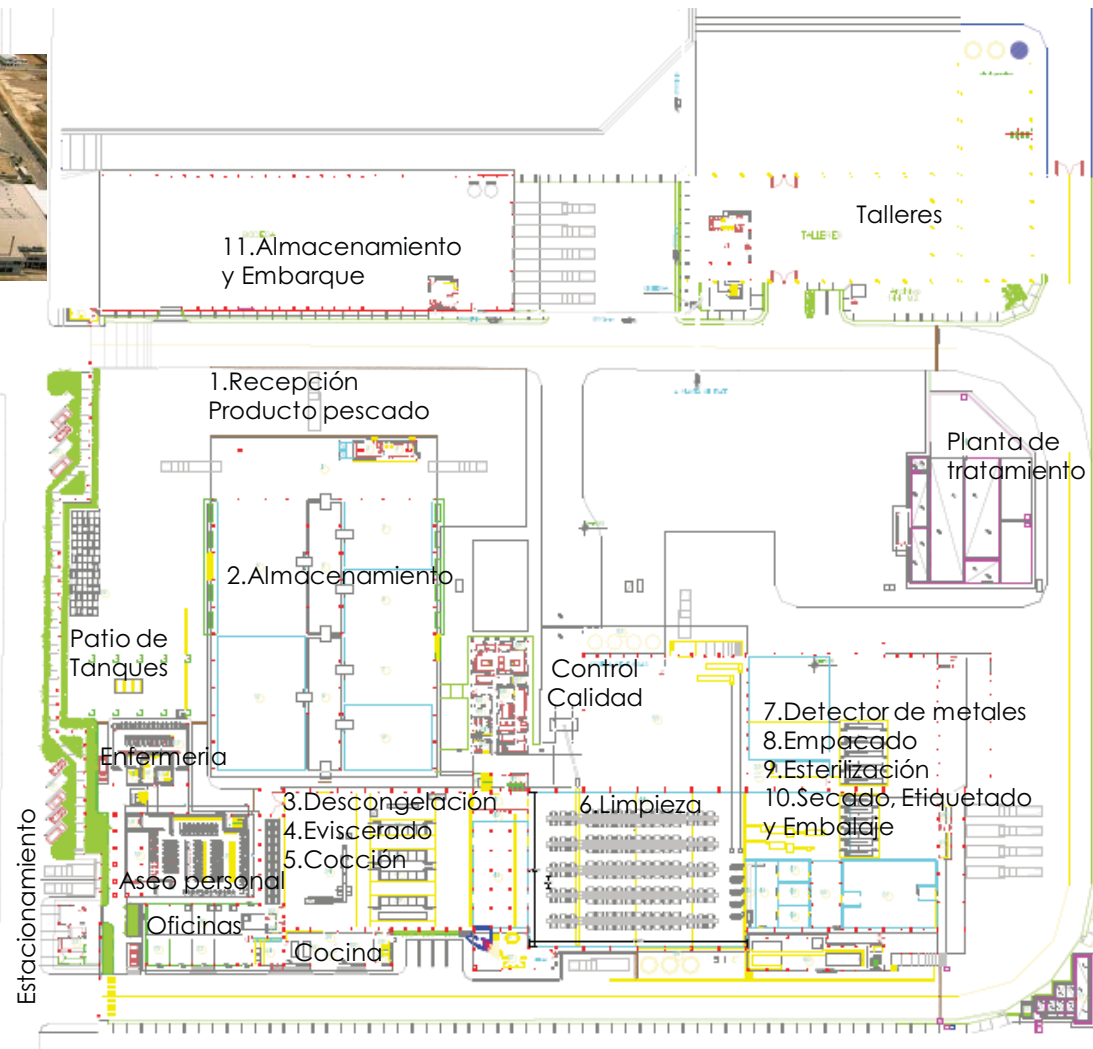 11.Almacenamiento
y Embarque
Talleres
TALLERES
1.Recepción
Producto pescado
Planta de
tratamiento
2.Almacenamiento
Patio de
Tanques
Control
Calidad
Enfermeria
7.Detector de metales
8.Empacado
9.Esterilización
10.Secado, Etiquetado
y Embalaje
3.Descongelación
4.Eviscerado
5.Cocción
6.Limpieza
Aseo personal
Oficinas
Cocina
Estacionamiento